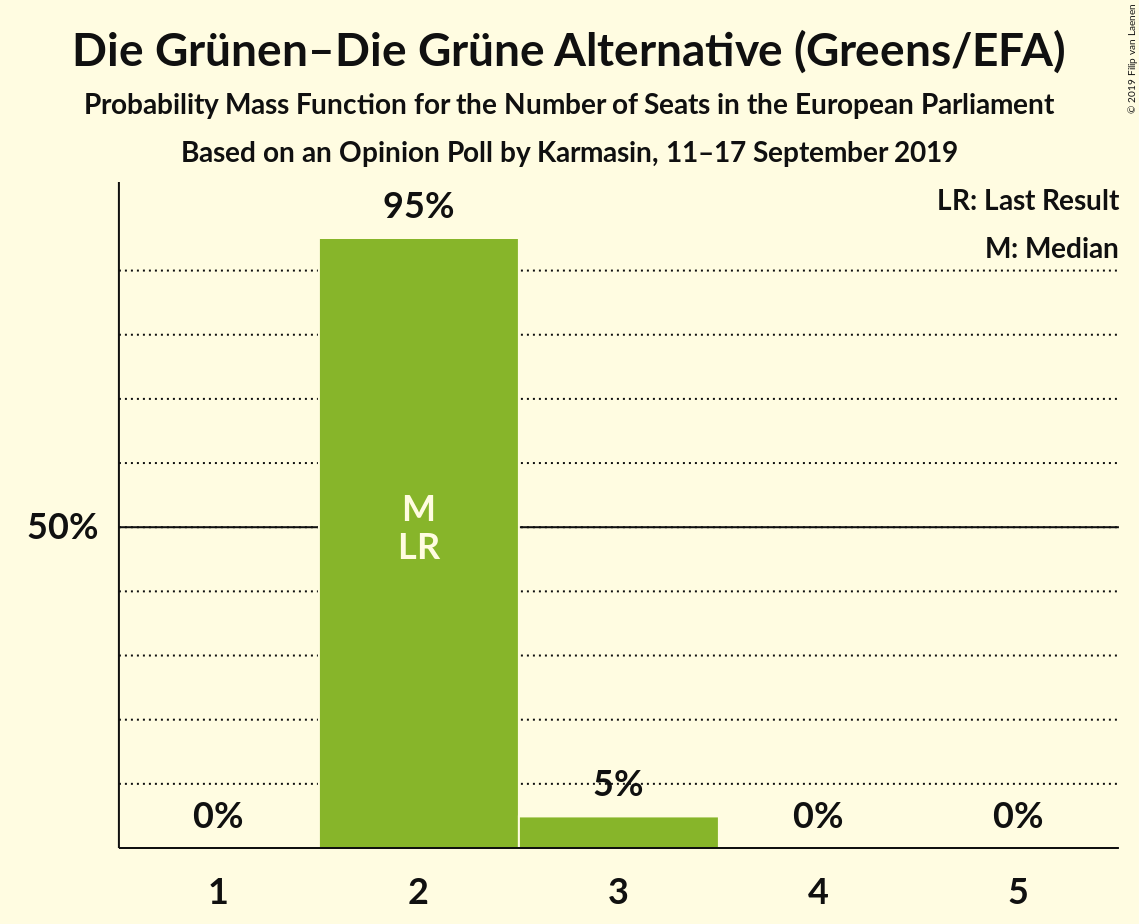 Die Grünen–Die Grüne Alternative (Greens/EFA)
Probability Mass Function for the Number of Seats in the European Parliament
Based on an Opinion Poll by Karmasin, 11–17 September 2019
© 2019 Filip van Laenen
LR: Last Result
M: Median
95%
50%
M
LR
0%
5%
0%
0%
1 2 3 4 5